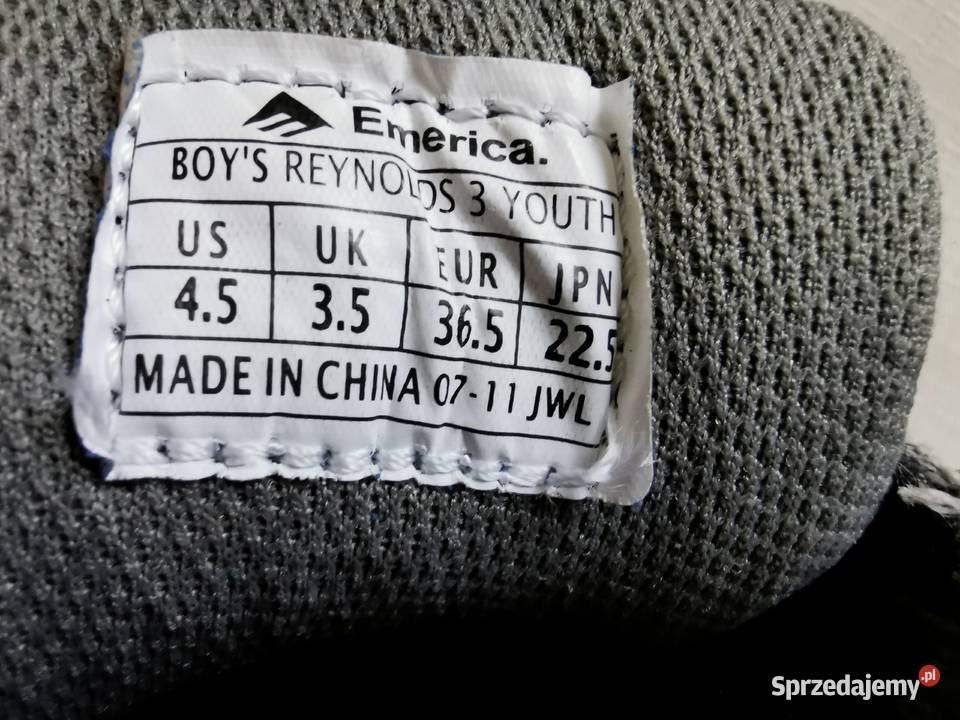 Emerica.
BOY'S REYNOLDS 3 YOUTH
US UK EUR JPN
4.5 3.5 36.5 22.5
MADE IN CHINA 07-11 JWL
Sprzedajemy.pl